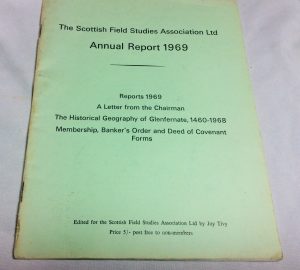 The Scottish Field Studies Association Ltd
Annual Report 1969
Reports 1969
A Letter from the Chairman
The Historical Geography of Glenfernate, 1460-1968
Membership, Banker's Order and Deed of Covenant
Forms
Edited for the Scottish Field Studies Association Ltd by Joy Tivy
Price 5/- post free to non-members